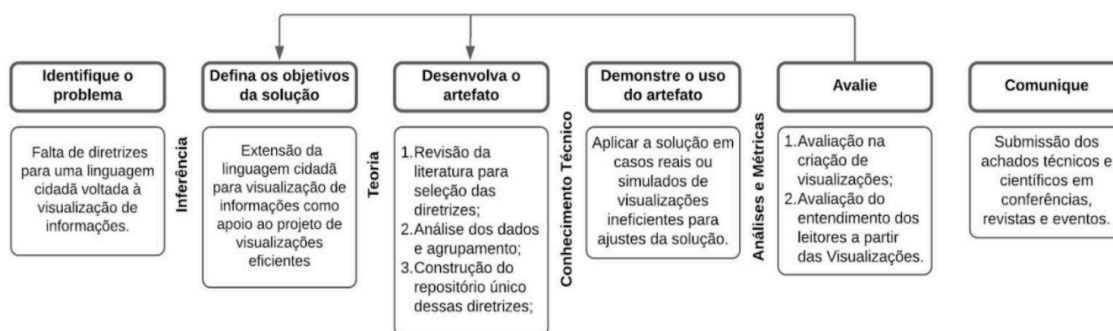 Identifique o
problema
Falta de diretrizes
para uma linguagem
cidadã voltada à
visualização de
informações.
Inferência
Defina os objetivos
da solução
Extensão da
linguagem cidadã
para visualização de
informações como
apoio ao projeto de
visualizações
eficientes
Teoria
Desenvolva o
artefato
1.Revisão da
literatura para
seleção das
diretrizes;
2.Análise dos dados
e agrupamento;
3.Construção do
repositório único
dessas diretrizes;
Conhecimento Técnico
Demonstre o uso
do artefato
Aplicar a solução em
casos reais ou
simulados de
visualizações
ineficientes para
ajustes da solução.
Análises e Métricas
Avalie
1.Avaliação na
criação de
visualizações;
2.Avaliação do
entendimento dos
leitores a partir
das Visualizações.
Comunique
Submissão dos
achados técnicos e
científicos em
conferências,
revistas e eventos.